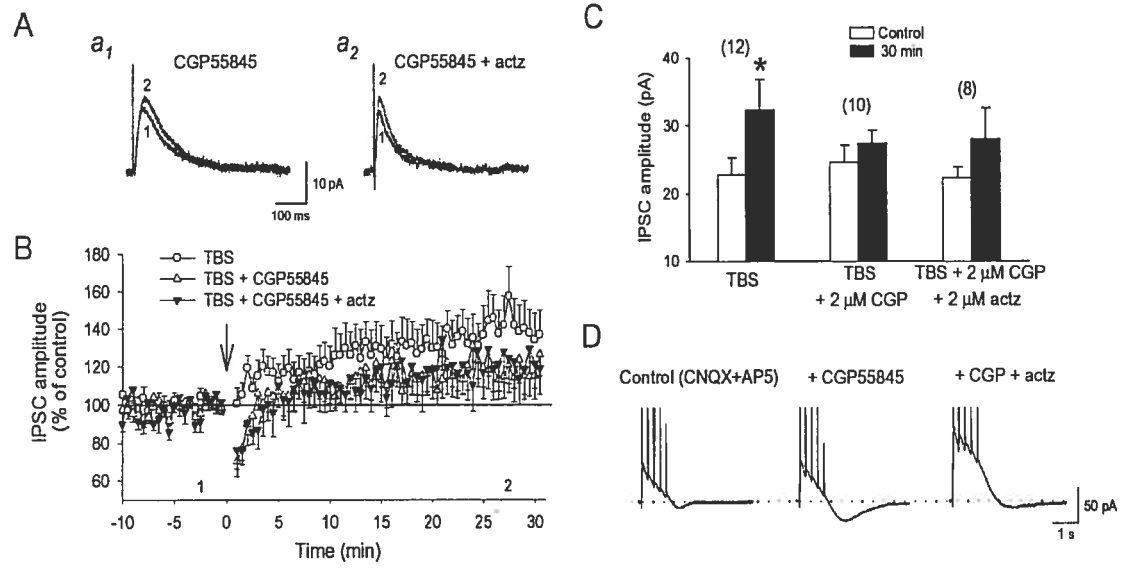 A
a1
CGP55845
2
1
a2
CGP55845 + actz
2
1
10 pA
100 ms
B
TBS
TBS + CGP55845
TBS + CGP55845 + actz
IPSC amplitude
(% of control)
180
160
140
120
100
80
60
1
2
-10
-5
0
5
10
15
20
25
30
Time (min)
C
Control
30 min
IPSC amplitude (pA)
40
30
20
10
(12)
*
(10)
(8)
TBS
TBS
+ 2 μM CGP
TBS + 2 μM CGP
+ 2 μM actz
D
Control (CNQX+AP5)
+ CGP55845
+ CGP + actz
50 pA
1 s